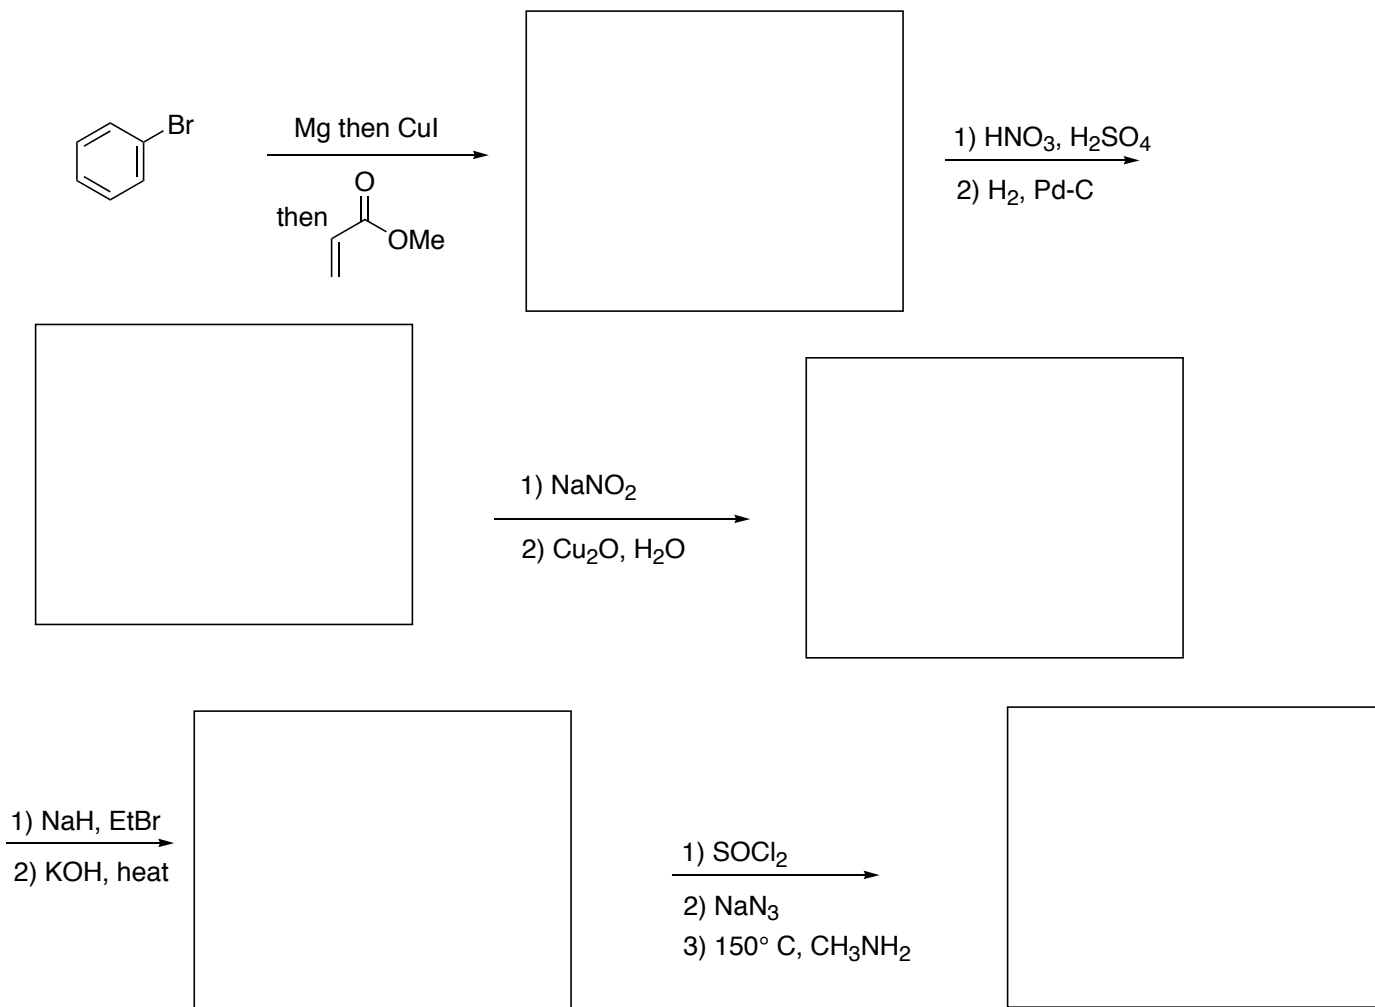 Br
Mg then CuI
then
O
OMe
1) HNO₃, H₂SO₄
2) H₂, Pd-C
1) NaNO₂
2) Cu₂O, H₂O
1) NaH, EtBr
2) KOH, heat
1) SOCl₂
2) NaN₃
3) 150° C, CH₃NH₂